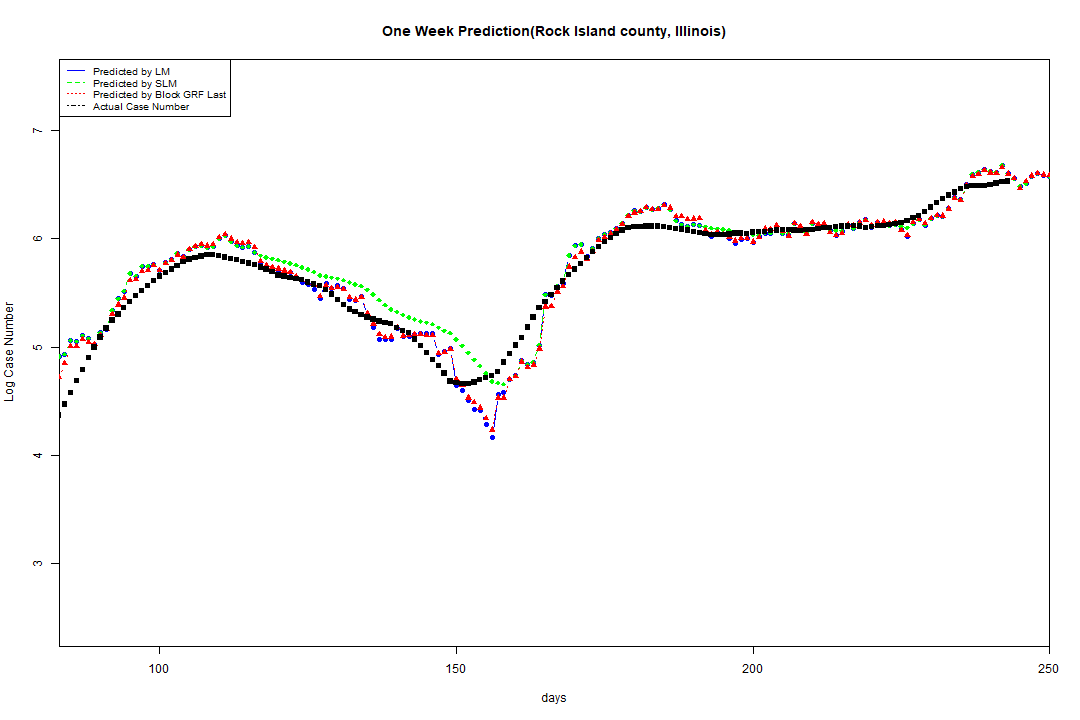 One Week Prediction(Rock Island county, Illinois)
Predicted by LM
Predicted by SLM
Predicted by Block GRF Last
Actual Case Number
7
6
5
4
3
Log Case Number
100
150
200
250
days